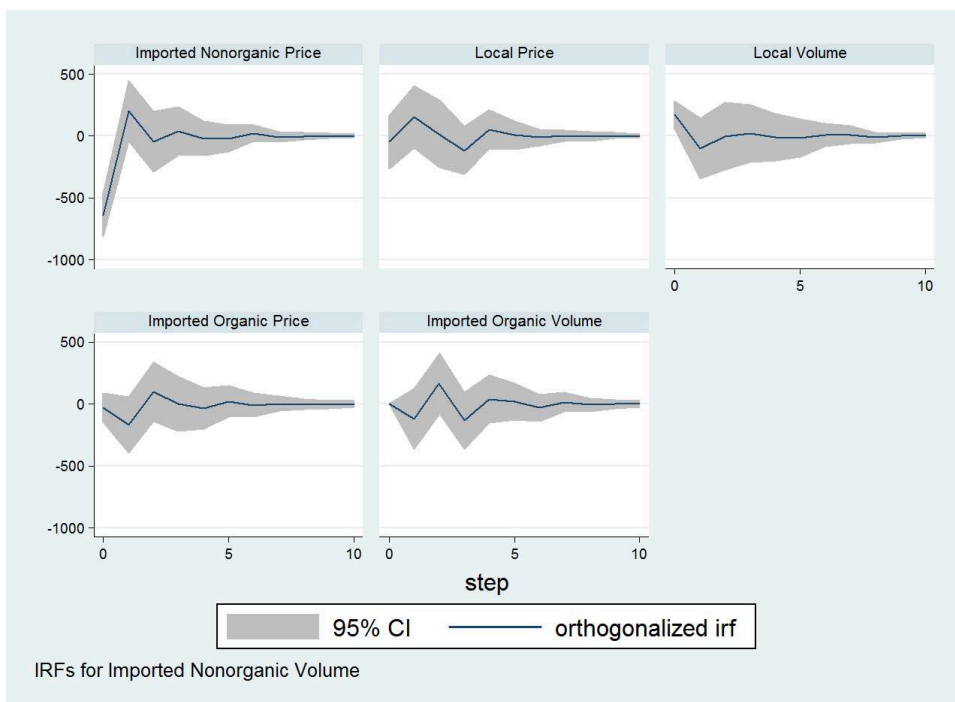 Imported Nonorganic Price
Local Price
Local Volume
500
0
-500
-1000
0 5 10
Imported Organic Price
Imported Organic Volume
500
0
-500
-1000
0 5 10
0 5 10
step
95% CI
orthogonalized irf
IRFs for Imported Nonorganic Volume